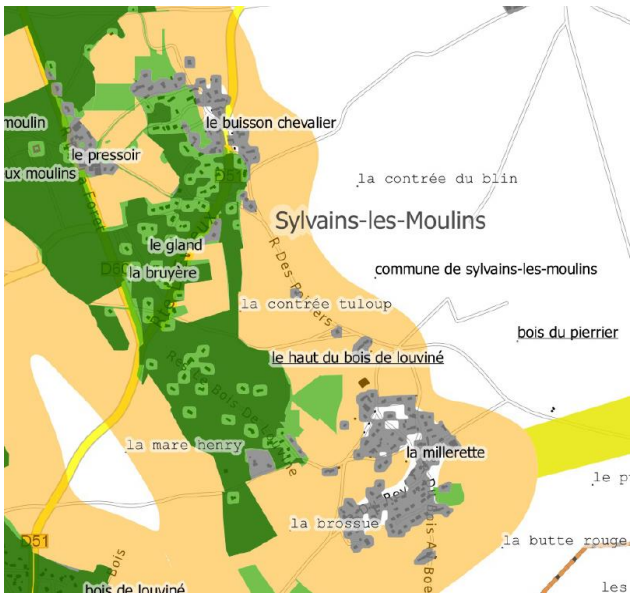 le buisson chevalier
moulin
le pressoir
ux moulins
D51
la contrée du blin
Sylvains-les-Moulins
le gland
la bruyère
commune de sylvains-les-moulins
la contrée tuloup
bois du pierrier
le haut du bois de louviné
la mare henry
la millerette
la brossue
D51
la butte rouge
bois de louviné
les